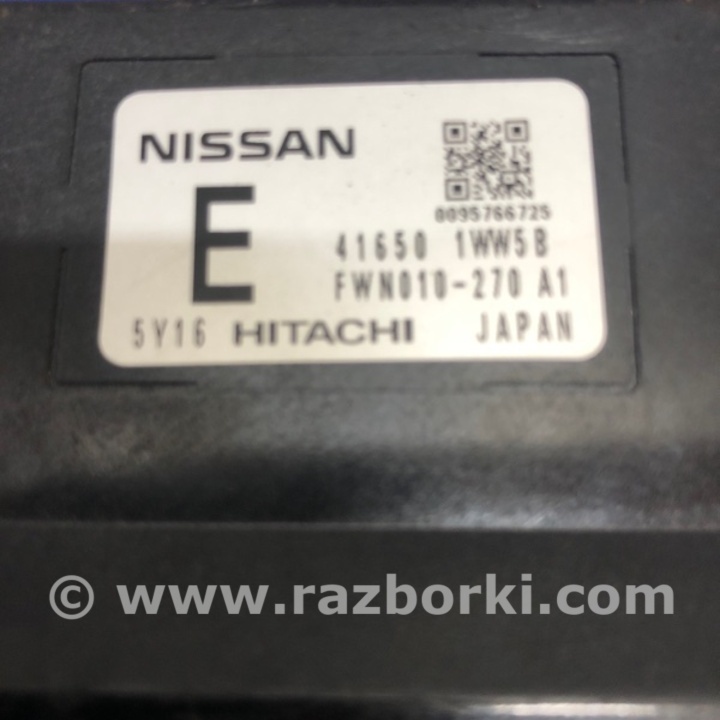 NISSAN
E
0095766725
41650 1WW5B
FWN010-270 A1
5Y16 HITACHI JAPAN
© www.razborki.com